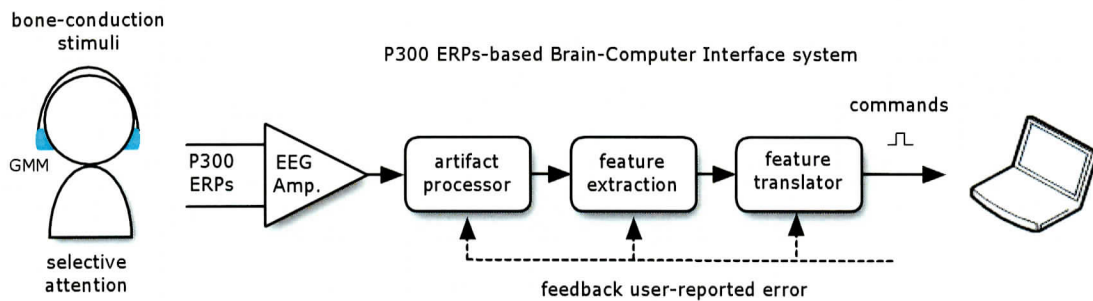 bone-conduction
stimuli
GMM
selective
attention
P300 ERPs-based Brain-Computer Interface system
P300
ERPs
EEG
Amp.
artifact
processor
feature
extraction
feature
translator
commands
feedback user-reported error